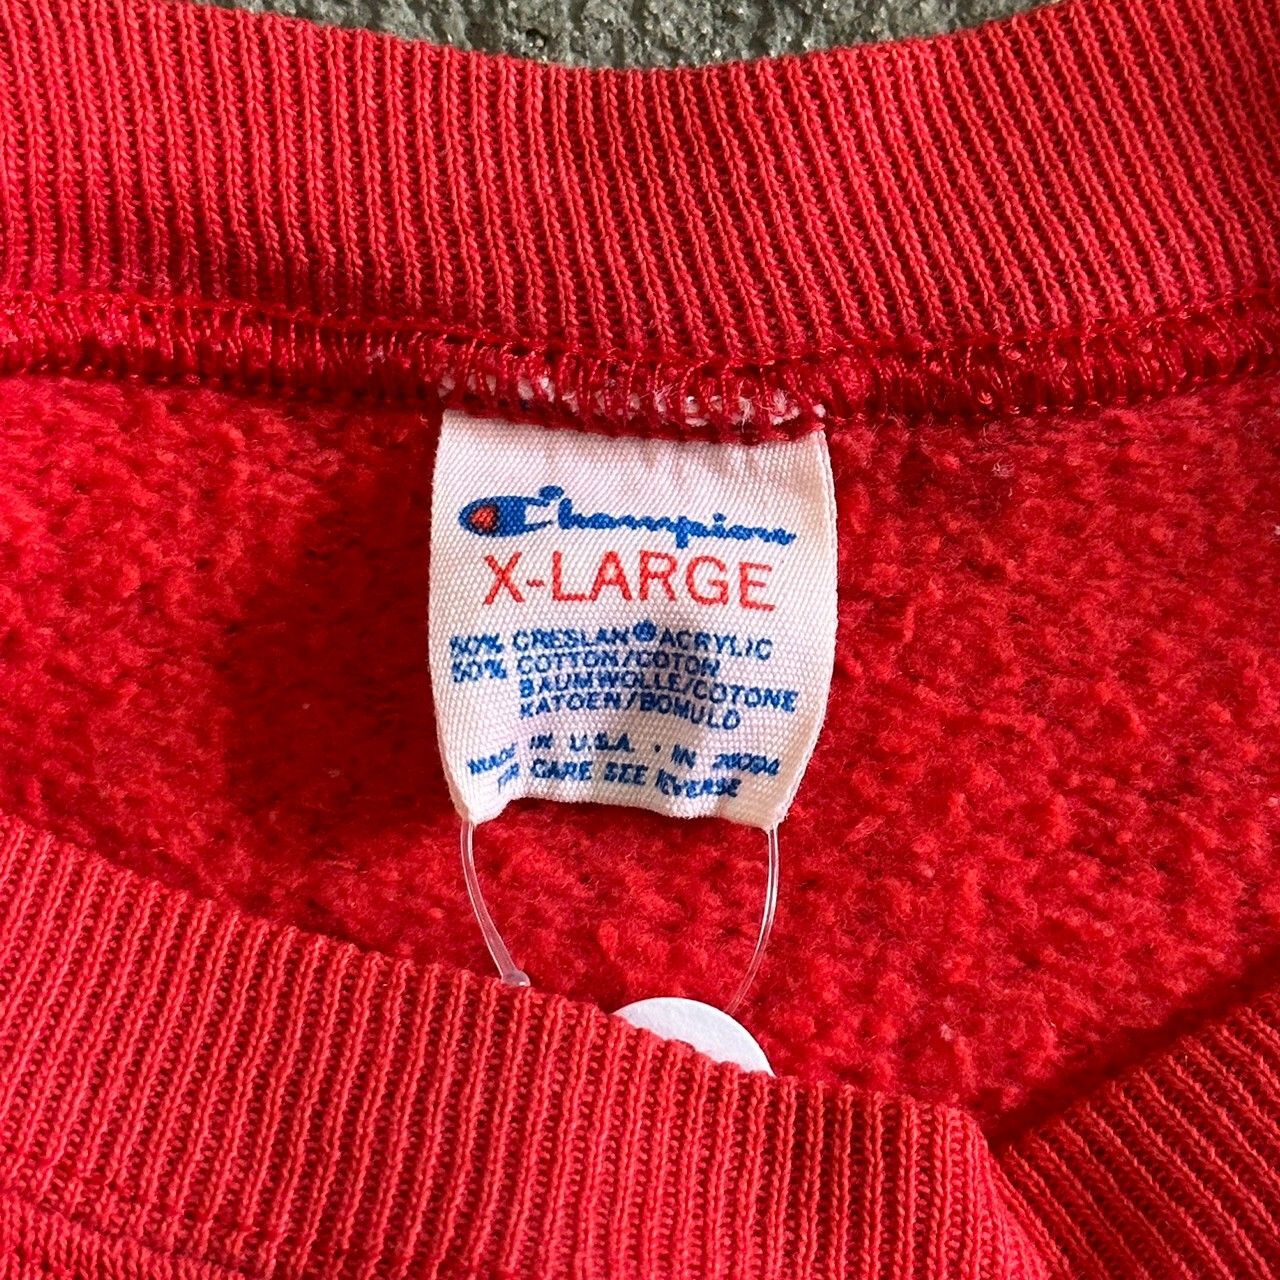 Champion
X-LARGE
50% CRESLAN® ACRYLIC
50% COTTON/COTON
BAUMWOLLE/COTONE
KATOEN/BOMULD
MADE IN U.S.A. · RN 26094
FOR CARE SEE REVERSE